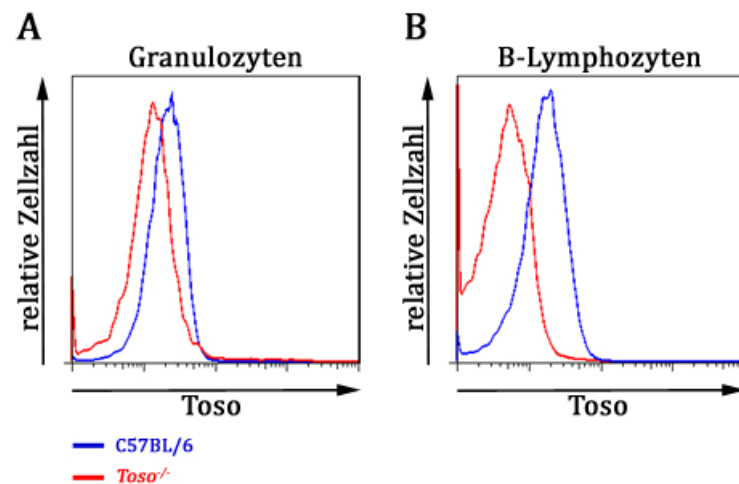 A
Granulozyten
relative Zellzahl
Toso
B
B-Lymphozyten
relative Zellzahl
Toso
C57BL/6
Toso-/-